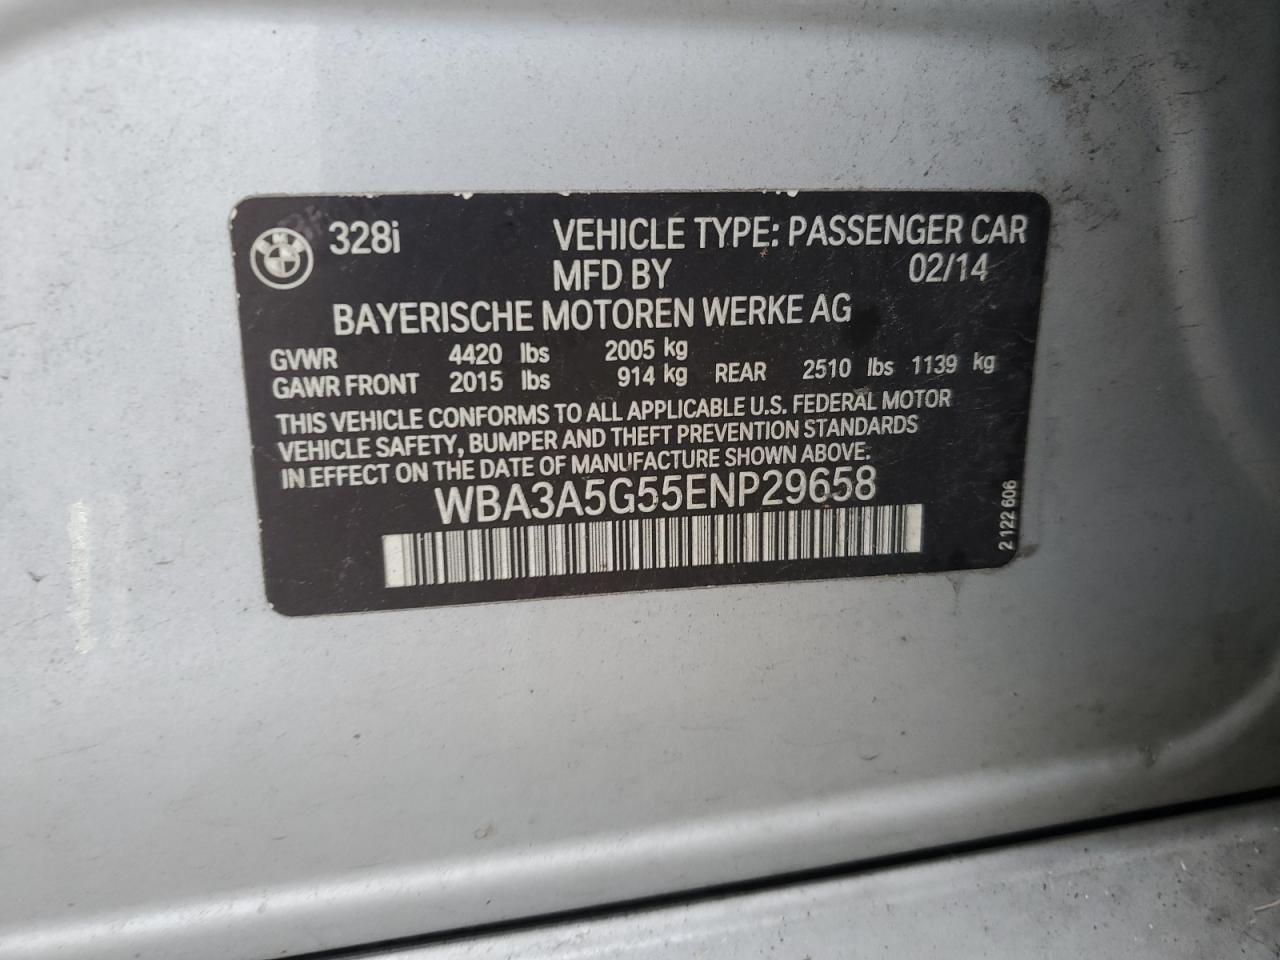 BMW 328i VEHICLE TYPE: PASSENGER CAR
MFD BY 02/14
BAYERISCHE MOTOREN WERKE AG
GVWR 4420 lbs 2005 kg
GAWR FRONT 2015 lbs 914 kg REAR 2510 lbs 1139 kg
THIS VEHICLE CONFORMS TO ALL APPLICABLE U.S. FEDERAL MOTOR
VEHICLE SAFETY, BUMPER AND THEFT PREVENTION STANDARDS
IN EFFECT ON THE DATE OF MANUFACTURE SHOWN ABOVE:
WBA3A5G55ENP29658
2 122 606